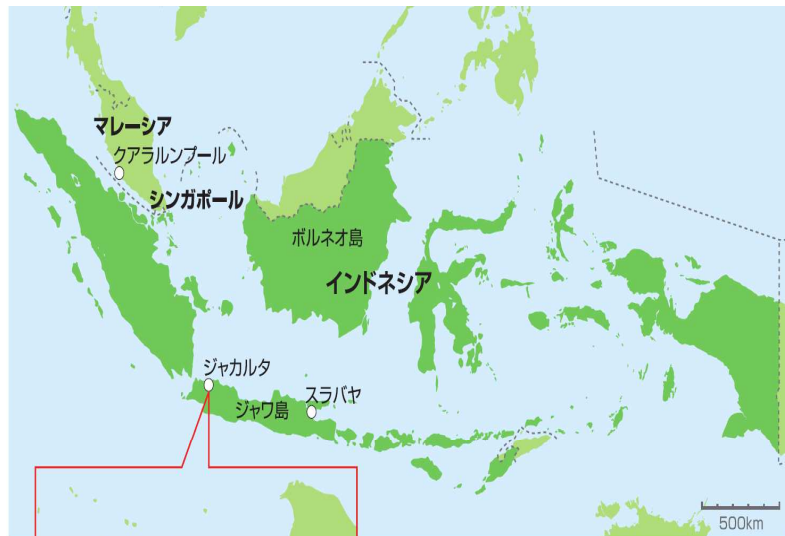 マレーシア
クアラルンプール
シンガポール
ボルネオ島
インドネシア
ジャカルタ
スラバヤ
ジャワ島
500km